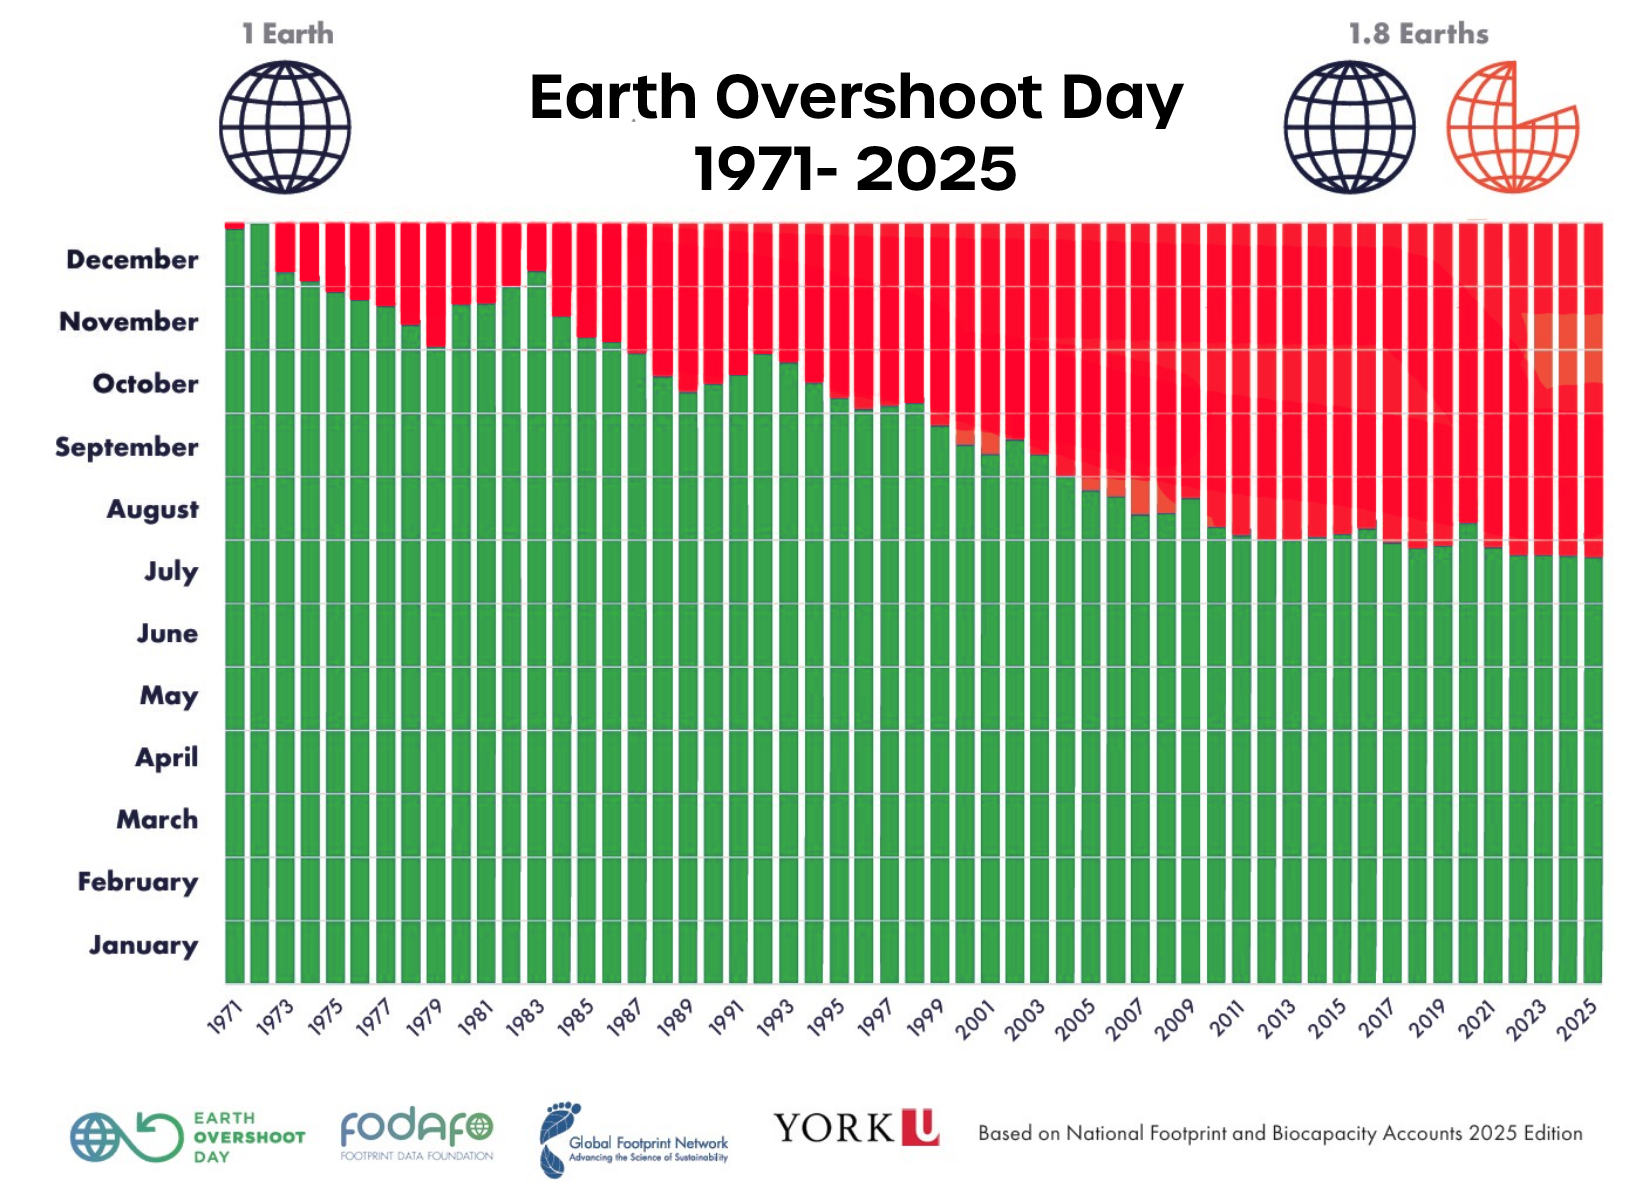 1 Earth
1.8 Earths
Earth Overshoot Day
1971- 2025
December
November
October
September
August
July
June
May
April
March
February
January
1971
1973
1975
1977
1979
1981
1983
1985
1987
1989
1991
1993
1995
1997
1999
2001
2003
2005
2007
2009
2011
2013
2015
2017
2019
2021
2023
2025
EARTH
OVERSHOOT
DAY
FODAFO
FOOTPRINT DATA FOUNDATION
Global Footprint Network
Advancing the Science of Sustainability
YORK U
Based on National Footprint and Biocapacity Accounts 2025 Edition